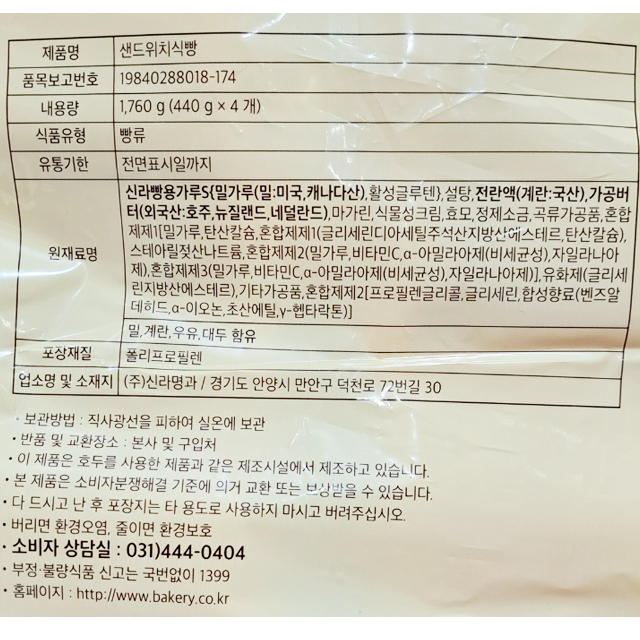 제품명 샌드위치식빵
품목보고번호 19840288018-174
내용량 1,760 g (440 g × 4 개)
식품유형 빵류
유통기한 전면표시일까지
원재료명
신라빵용가루S{밀가루(밀:미국,캐나다산),활성글루텐},설탕,전란액(계란:국산),가공버
터(외국산:호주,뉴질랜드,네덜란드),마가린,식물성크림,효모,정제소금,곡류가공품,혼합
제제1[밀가루,탄산칼슘,혼합제제1(글리세린디아세틸주석산지방산에스테르,탄산칼슘),
스테아릴젖산나트륨,혼합제제2(밀가루,비타민C,α-아밀라아제(비세균성),자일라나아
제),혼합제제3(밀가루,비타민C,α-아밀라아제(비세균성),자일라나아제)],유화제(글리세
린지방산에스테르),기타가공품,혼합제제2[프로필렌글리콜,글리세린,합성향료(벤즈알
데히드,α-이오논,초산에틸,γ-헵타락톤)]
밀,계란,우유,대두 함유
포장재질 폴리프로필렌
업소명 및 소재지 (주)신라명과 / 경기도 안양시 만안구 덕천로 72번길 30
• 보관방법 : 직사광선을 피하여 실온에 보관
• 반품 및 교환장소 : 본사 및 구입처
• 이 제품은 호두를 사용한 제품과 같은 제조시설에서 제조하고 있습니다.
• 본 제품은 소비자분쟁해결 기준에 의거 교환 또는 보상받을 수 있습니다.
• 다 드시고 난 후 포장지는 타 용도로 사용하지 마시고 버려주십시오.
• 버리면 환경오염, 줄이면 환경보호
• 소비자 상담실 : 031)444-0404
• 부정·불량식품 신고는 국번없이 1399
• 홈페이지 : http://www.bakery.co.kr